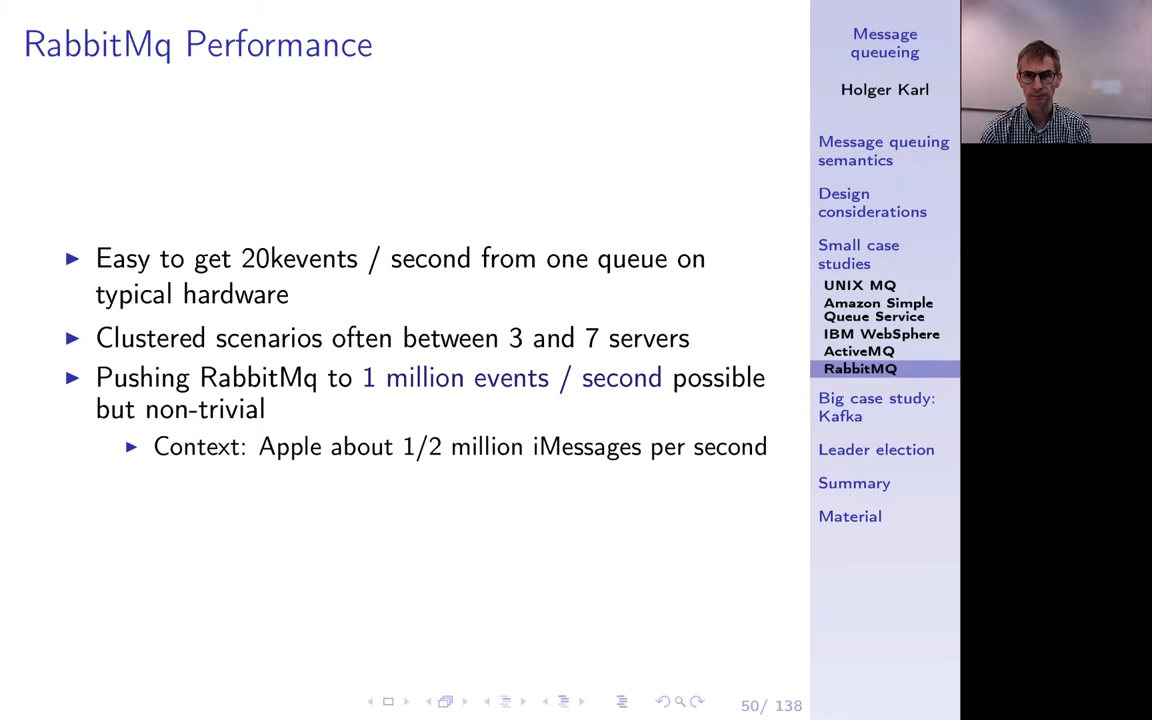 RabbitMq Performance
Easy to get 20kevents / second from one queue on
typical hardware
Clustered scenarios often between 3 and 7 servers
Pushing RabbitMq to 1 million events / second possible
but non-trivial
Context: Apple about 1/2 million iMessages per second
Message
queueing
Holger Karl
Message queuing
semantics
Design
considerations
Small case
studies
UNIX MQ
Amazon Simple
Queue Service
IBM WebSphere
ActiveMQ
RabbitMQ
Big case study:
Kafka
Leader election
Summary
Material
50/ 138